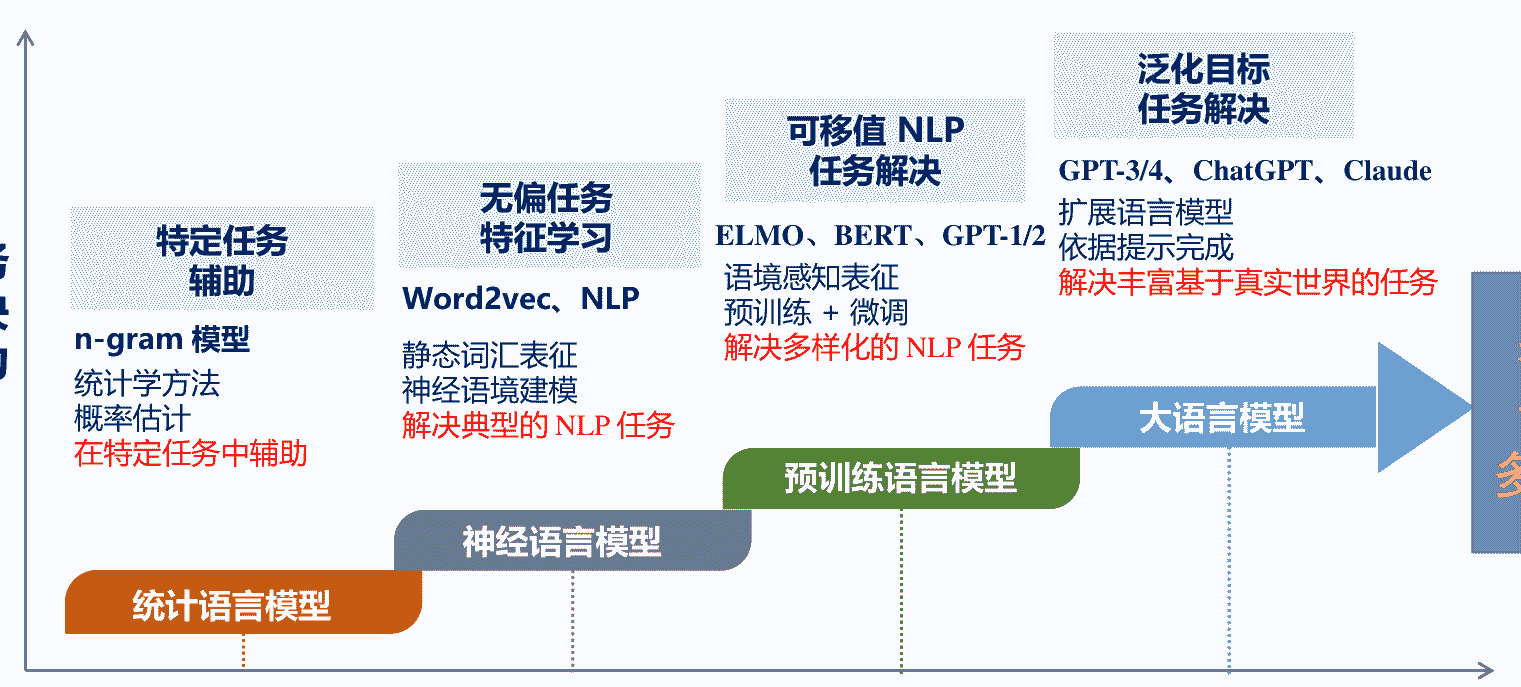 特定任务
辅助
n-gram 模型
统计学方法
概率估计
在特定任务中辅助
统计语言模型
无偏任务
特征学习
Word2vec、NLP
静态词汇表征
神经语境建模
解决典型的 NLP 任务
神经语言模型
可移值 NLP
任务解决
ELMO、BERT、GPT-1/2
语境感知表征
预训练 + 微调
解决多样化的 NLP 任务
预训练语言模型
泛化目标
任务解决
GPT-3/4、ChatGPT、Claude
扩展语言模型
依据提示完成
解决丰富基于真实世界的任务
大语言模型